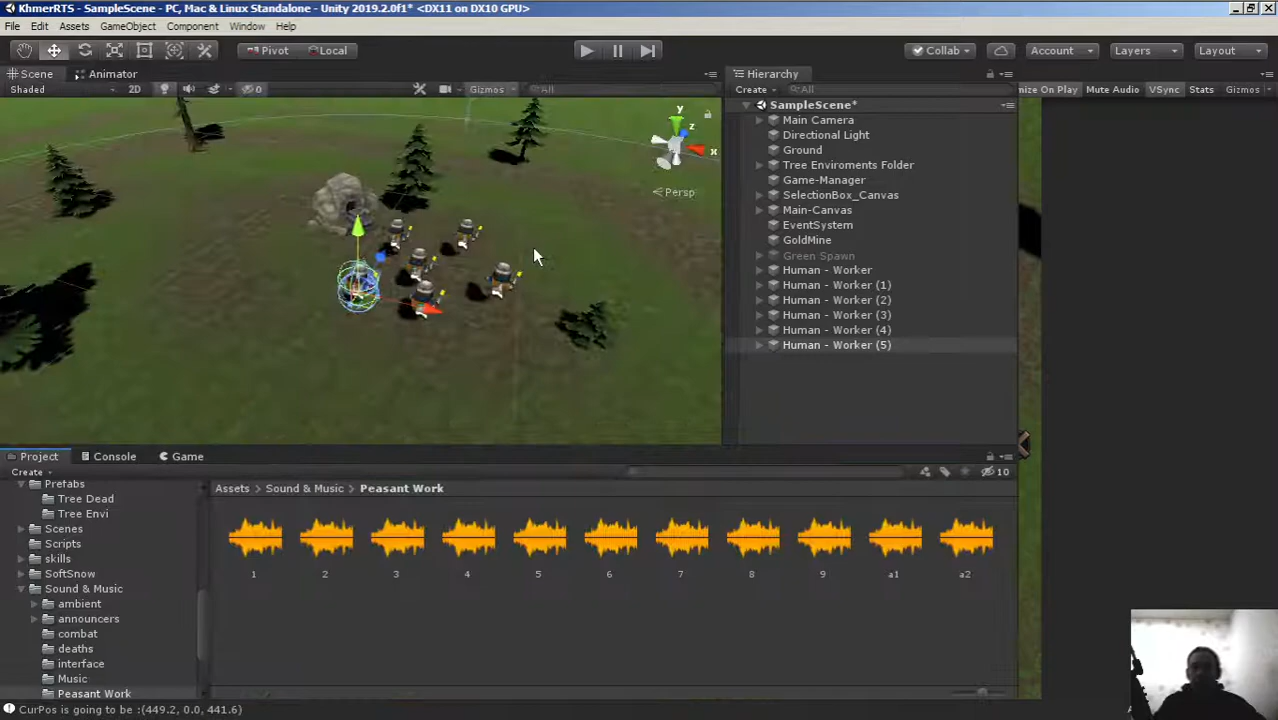 KhmerRTS - SampleScene - PC, Mac & Linux Standalone - Unity 2019.2.0f1* <DX11 on DX10 GPU>
File Edit Assets GameObject Component Window Help
Pivot Local Collab Account Layers Layout
Scene Animator Hierarchy
Shaded 2D 0 Gizmos All Create All ize On Play Mute Audio VSync Stats Gizmos
SampleScene*
Main Camera
Directional Light
Ground
Tree Enviroments Folder
Game-Manager
SelectionBox_Canvas
Main-Canvas
EventSystem
GoldMine
Green Spawn
Human - Worker
Human - Worker (1)
Human - Worker (2)
Human - Worker (3)
Human - Worker (4)
Human - Worker (5)
y
z
x
Persp
Project Console Game
Create 10
Prefabs
Tree Dead
Tree Envi
Scenes
Scripts
skills
SoftSnow
Sound & Music
ambient
announcers
combat
deaths
interface
Music
Peasant Work
Assets Sound & Music Peasant Work
1 2 3 4 5 6 7 8 9 a1 a2
CurPos is going to be :(449.2, 0.0, 441.6)